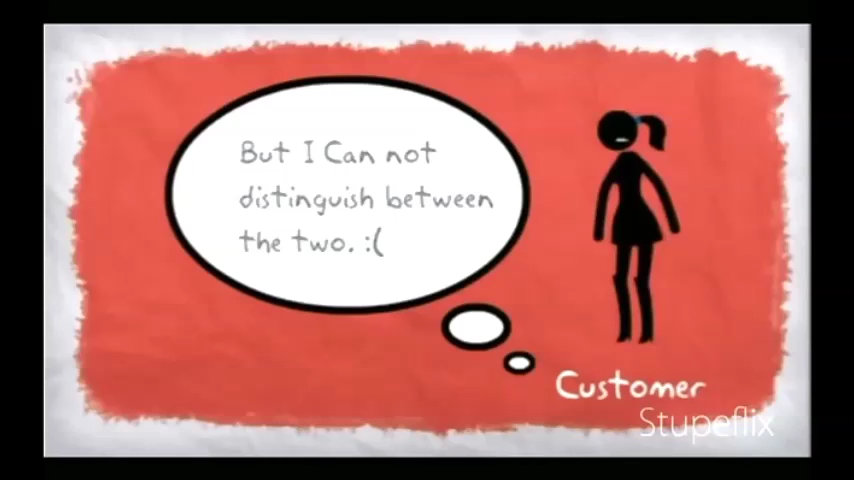 But I Can not
distinguish between
the two. :(
Customer
Stupeflix